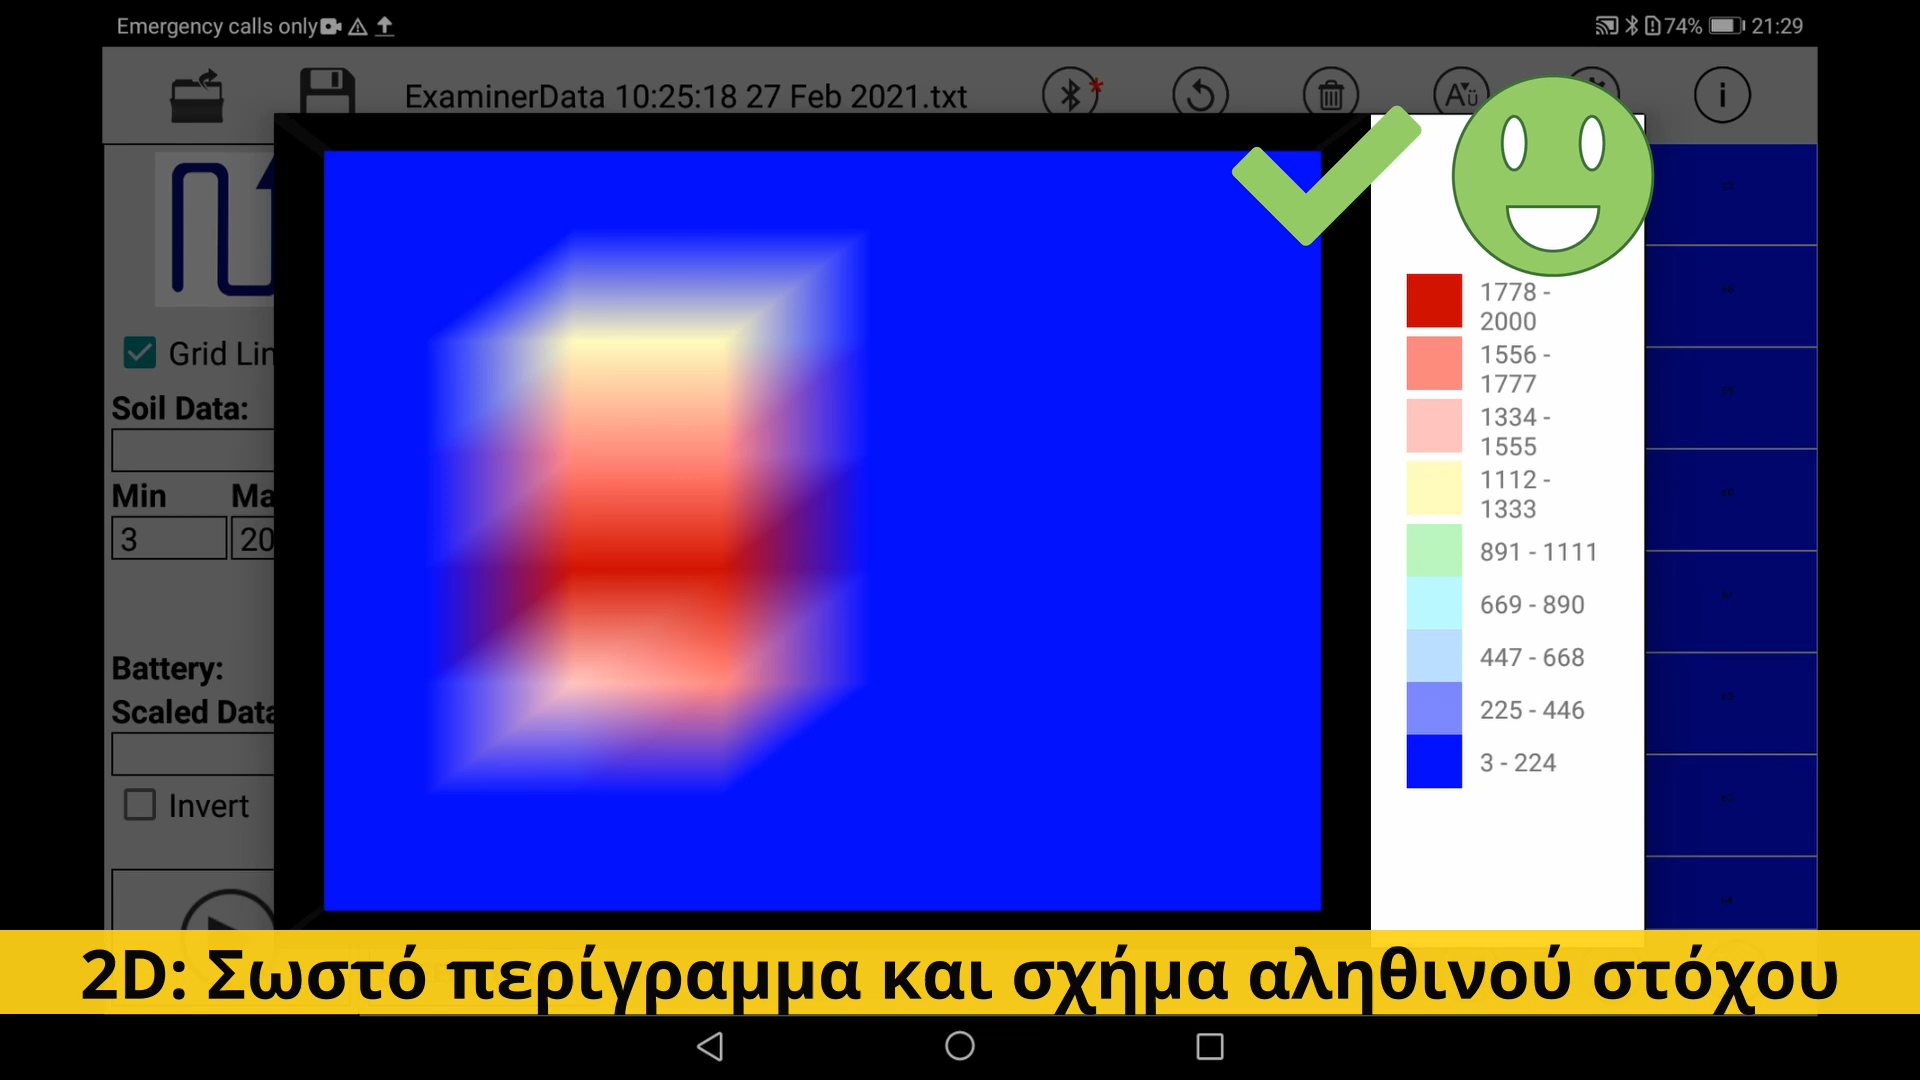 Emergency calls only
74% 21:29
ExaminerData 10:25:18 27 Feb 2021.txt
Grid Lin
Soil Data:
Min Ma
3 20
Battery:
Scaled Data
Invert
1778 -
2000
1556 -
1777
1334 -
1555
1112 -
1333
891 - 1111
669 - 890
447 - 668
225 - 446
3 - 224
2D: Σωστό περίγραμμα και σχήμα αληθινού στόχου